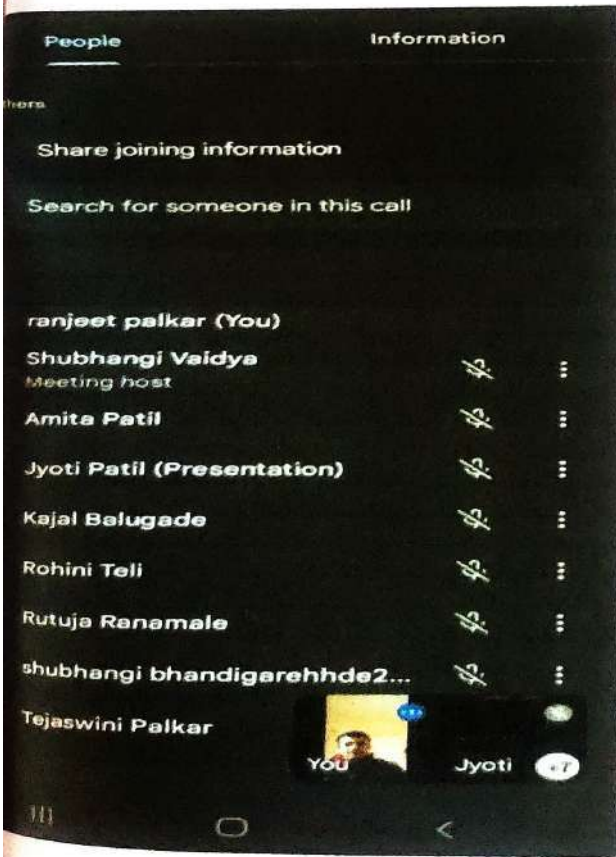 People Information
thers
Share joining information
Search for someone in this call
ranjeet palkar (You)
Shubhangi Vaidya
Meeting host
Amita Patil
Jyoti Patil (Presentation)
Kajal Balugade
Rohini Teli
Rutuja Ranamale
shubhangi bhandigarehhde2...
Tejaswini Palkar
You Jyoti +7